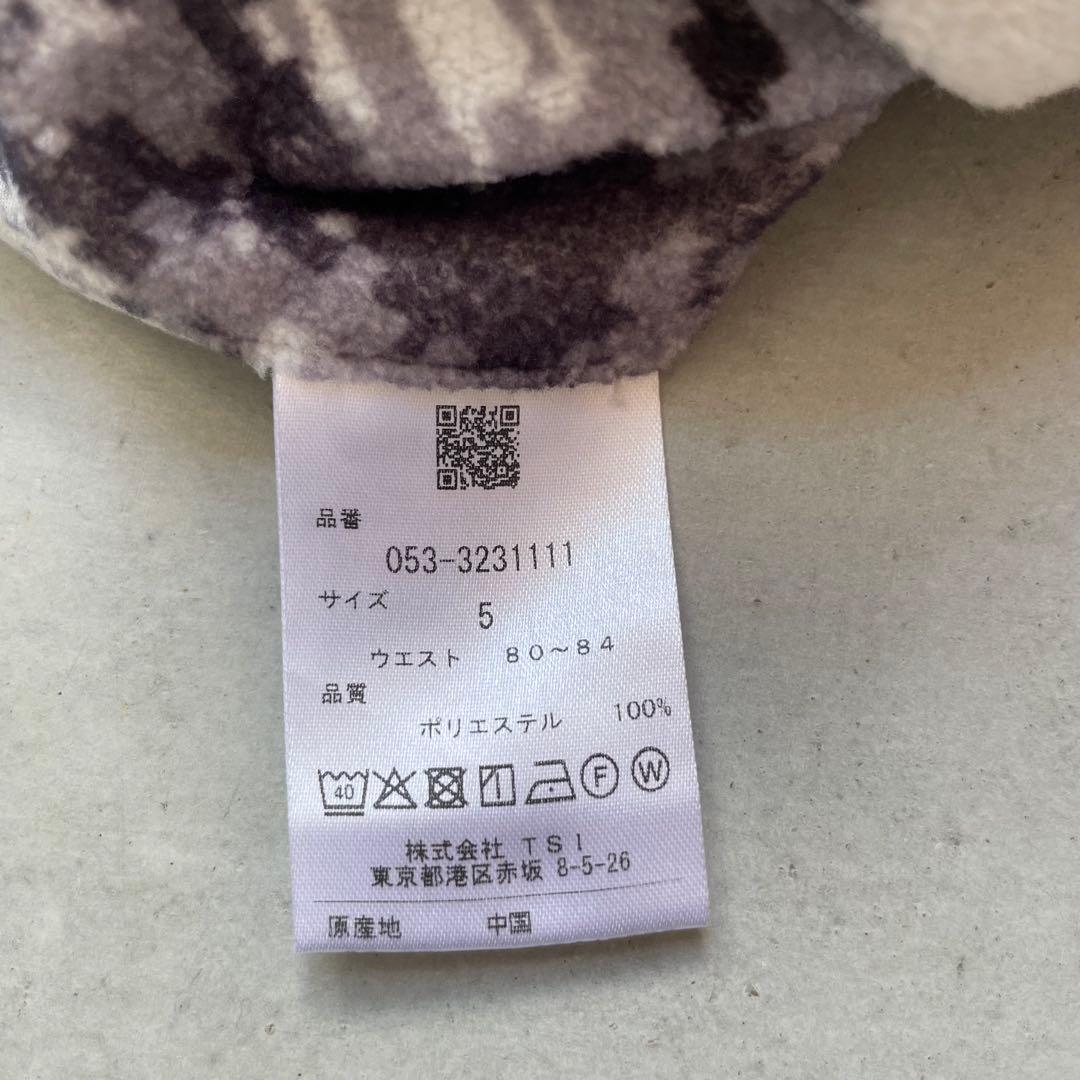 品番
053-3231111
サイズ 5
ウエスト 80~84
品質
ポリエステル 100%
40 F W
株式会社 TSI
東京都港区赤坂 8-5-26
原産地 中国